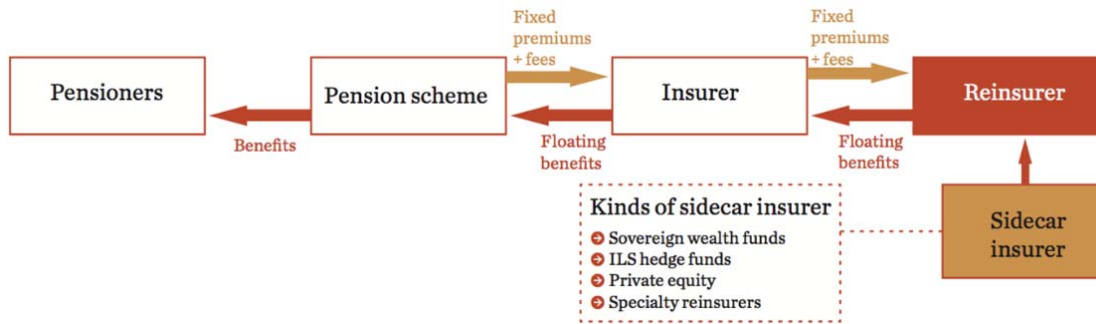 Fixed
premiums
+ fees
Fixed
premiums
+ fees
Pensioners
Pension scheme
Insurer
Reinsurer
Benefits
Floating
benefits
Floating
benefits
Kinds of sidecar insurer
Sovereign wealth funds
ILS hedge funds
Private equity
Specialty reinsurers
Sidecar
insurer